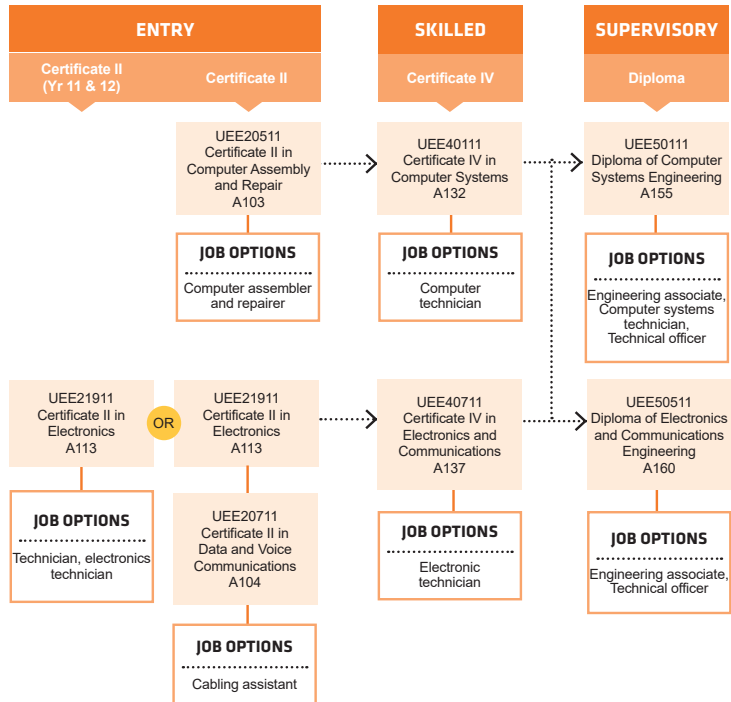 ENTRY
SKILLED
SUPERVISORY
Certificate II
(Yr 11 & 12)
Certificate II
Certificate IV
Diploma
UEE20511
Certificate II in
Computer Assembly
and Repair
A103
UEE40111
Certificate IV in
Computer Systems
A132
UEE50111
Diploma of Computer
Systems Engineering
A155
JOB OPTIONS
Computer assembler
and repairer
JOB OPTIONS
Computer
technician
JOB OPTIONS
Engineering associate,
Computer systems
technician,
Technical officer
UEE21911
Certificate II in
Electronics
A113
OR
UEE21911
Certificate II in
Electronics
A113
UEE40711
Certificate IV in
Electronics and
Communications
A137
UEE50511
Diploma of Electronics
and Communications
Engineering
A160
JOB OPTIONS
Technician, electronics
technician
UEE20711
Certificate II in
Data and Voice
Communications
A104
JOB OPTIONS
Electronic
technician
JOB OPTIONS
Engineering associate,
Technical officer
JOB OPTIONS
Cabling assistant